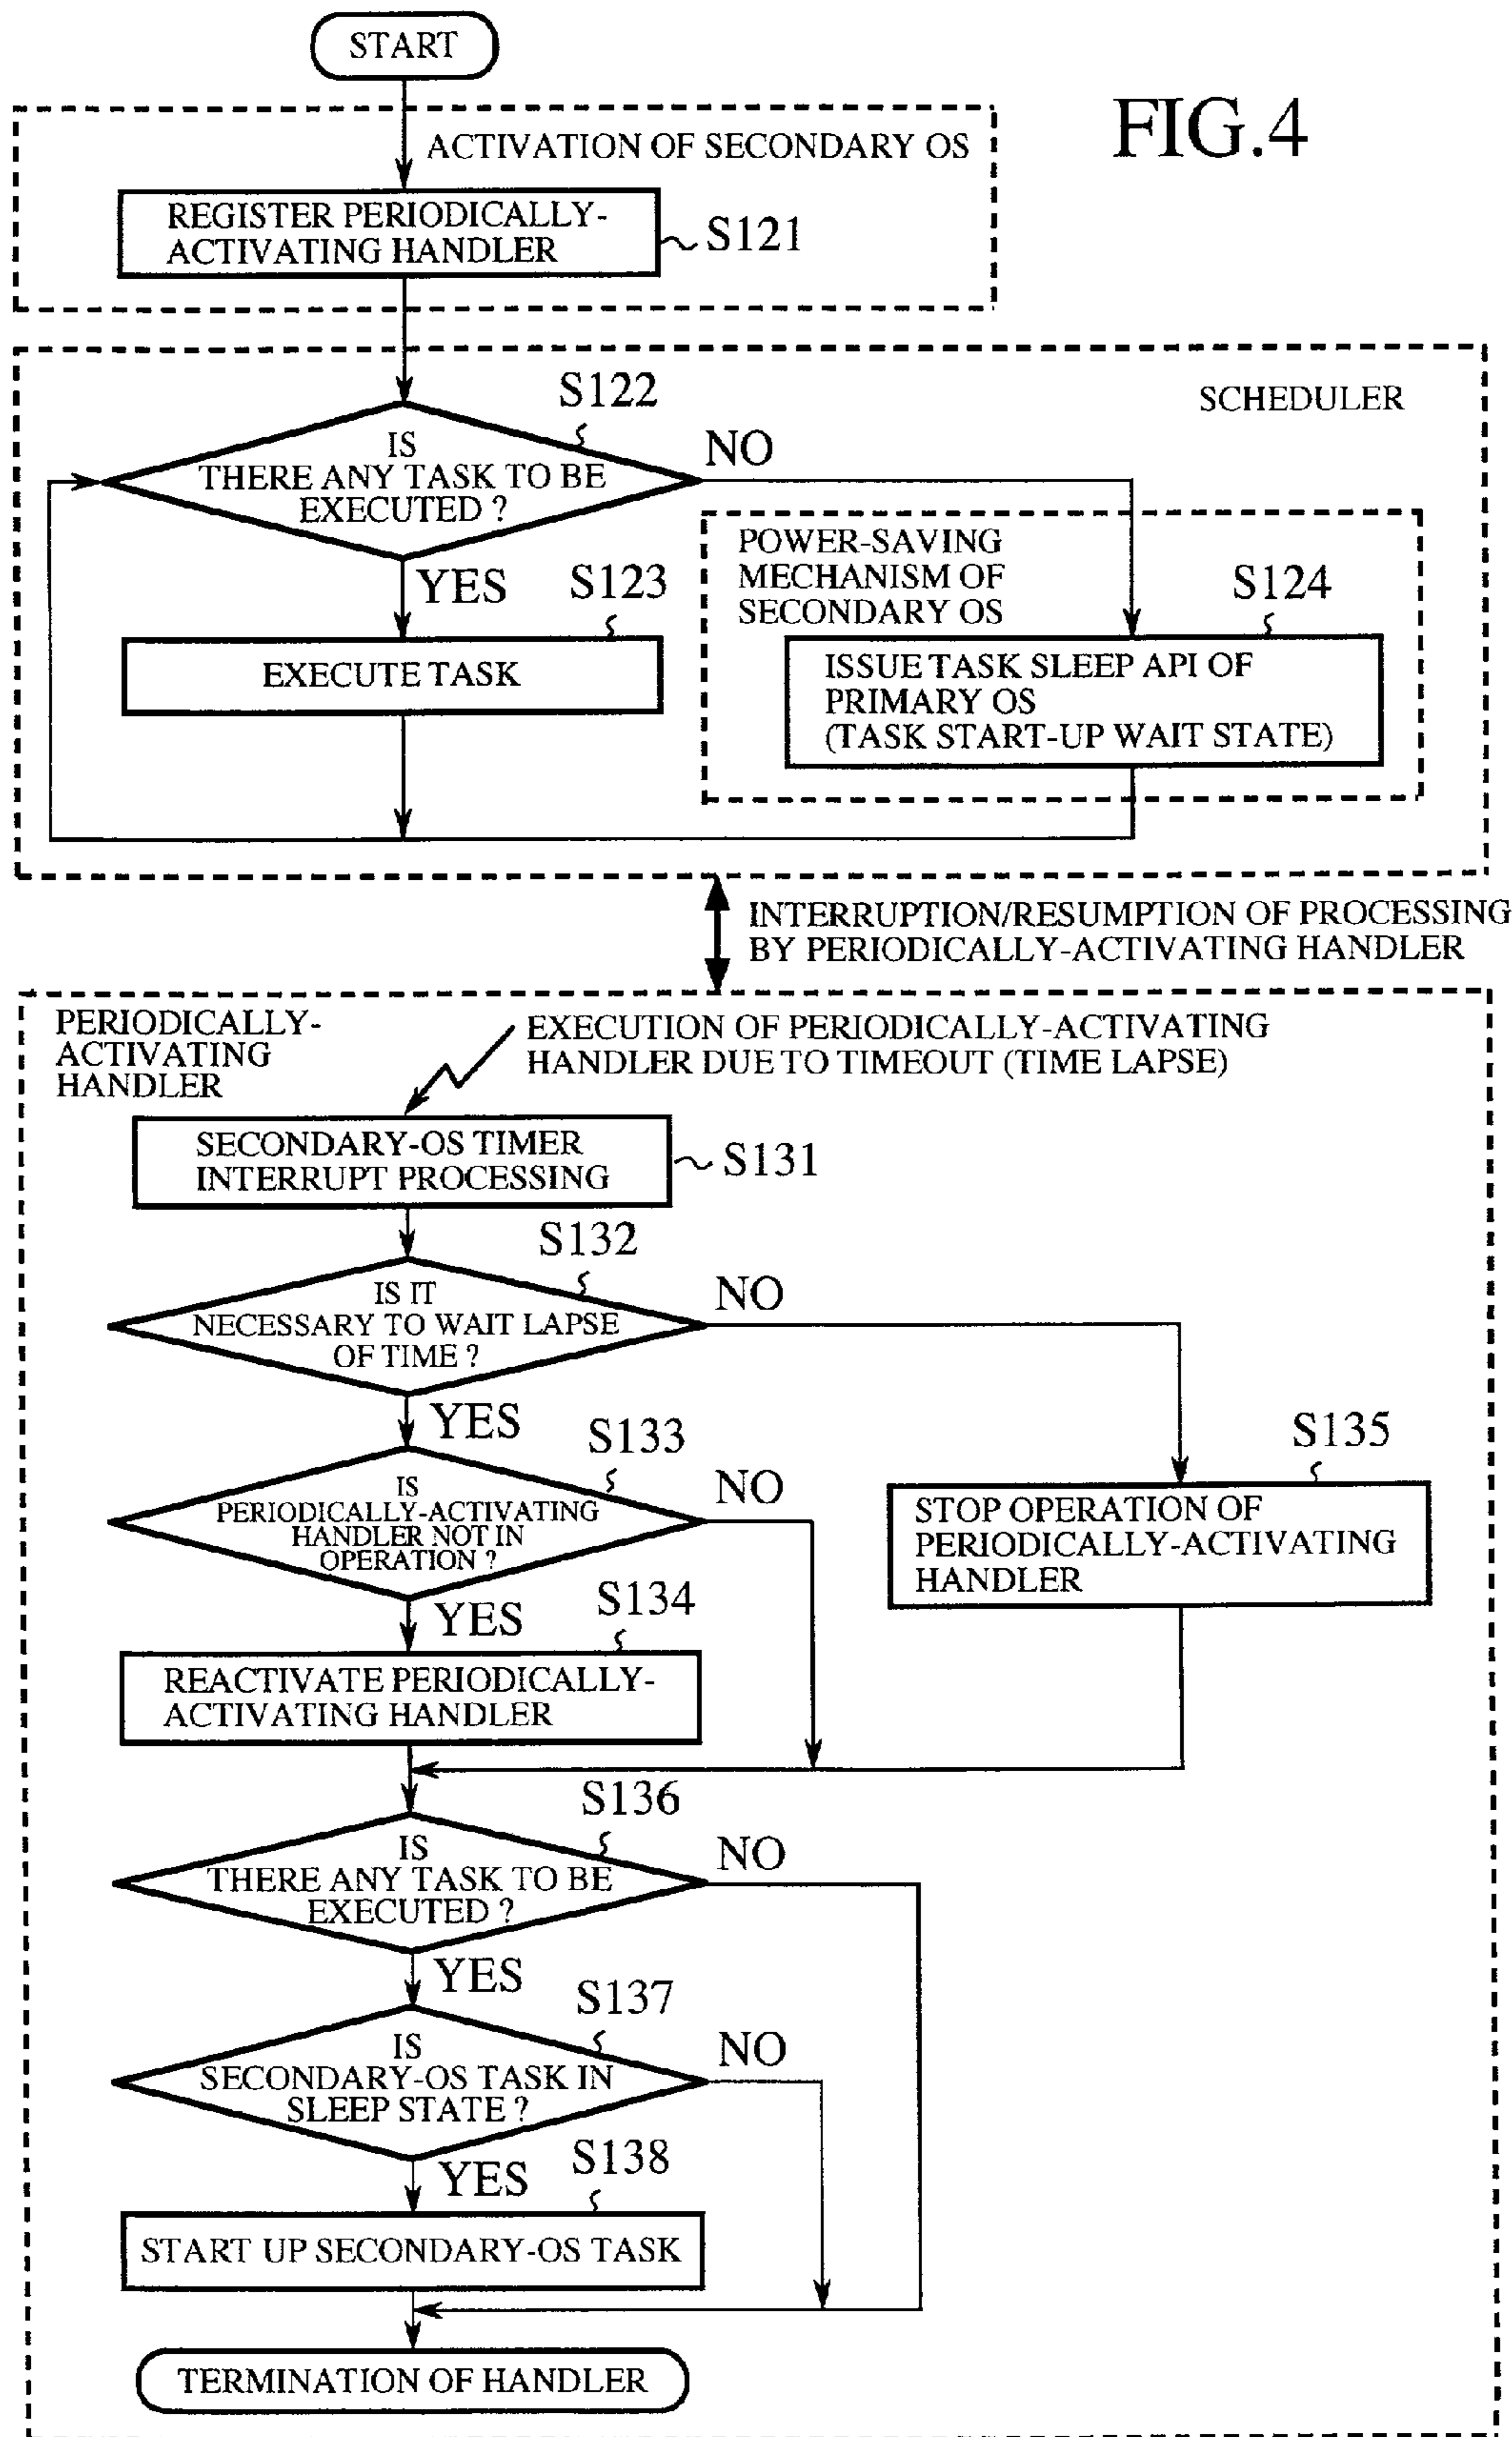 START
FIG.4
ACTIVATION OF SECONDARY OS
REGISTER PERIODICALLY-
ACTIVATING HANDLER
S121
S122
SCHEDULER
IS
THERE ANY TASK TO BE
EXECUTED ?
NO
YES
S123
EXECUTE TASK
POWER-SAVING
MECHANISM OF
SECONDARY OS
S124
ISSUE TASK SLEEP API OF
PRIMARY OS
(TASK START-UP WAIT STATE)
INTERRUPTION/RESUMPTION OF PROCESSING
BY PERIODICALLY-ACTIVATING HANDLER
PERIODICALLY-
ACTIVATING
HANDLER
EXECUTION OF PERIODICALLY-ACTIVATING
HANDLER DUE TO TIMEOUT (TIME LAPSE)
SECONDARY-OS TIMER
INTERRUPT PROCESSING
S131
S132
IS IT
NECESSARY TO WAIT LAPSE
OF TIME ?
NO
YES
S133
IS
PERIODICALLY-ACTIVATING
HANDLER NOT IN
OPERATION ?
NO
S135
STOP OPERATION OF
PERIODICALLY-ACTIVATING
HANDLER
YES
S134
REACTIVATE PERIODICALLY-
ACTIVATING HANDLER
S136
IS
THERE ANY TASK TO BE
EXECUTED ?
NO
YES
S137
IS
SECONDARY-OS TASK IN
SLEEP STATE ?
NO
YES
S138
START UP SECONDARY-OS TASK
TERMINATION OF HANDLER